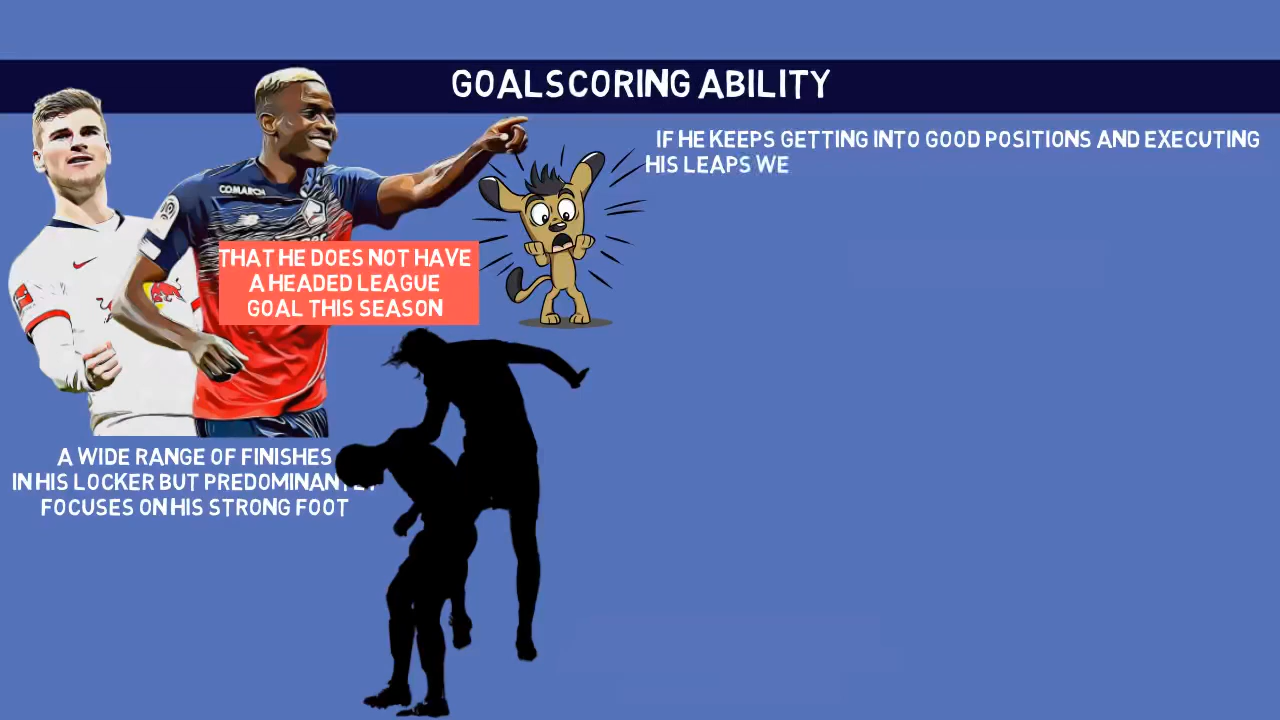 GOALSCORING ABILITY
IF HE KEEPS GETTING INTO GOOD POSITIONS AND EXECUTING
HIS LEAPS WE
COMARCH
THAT HE DOES NOT HAVE
A HEADED LEAGUE
GOAL THIS SEASON
A WIDE RANGE OF FINISHES
IN HIS LOCKER BUT
FOCUSES ON HIS STRONG FOOT